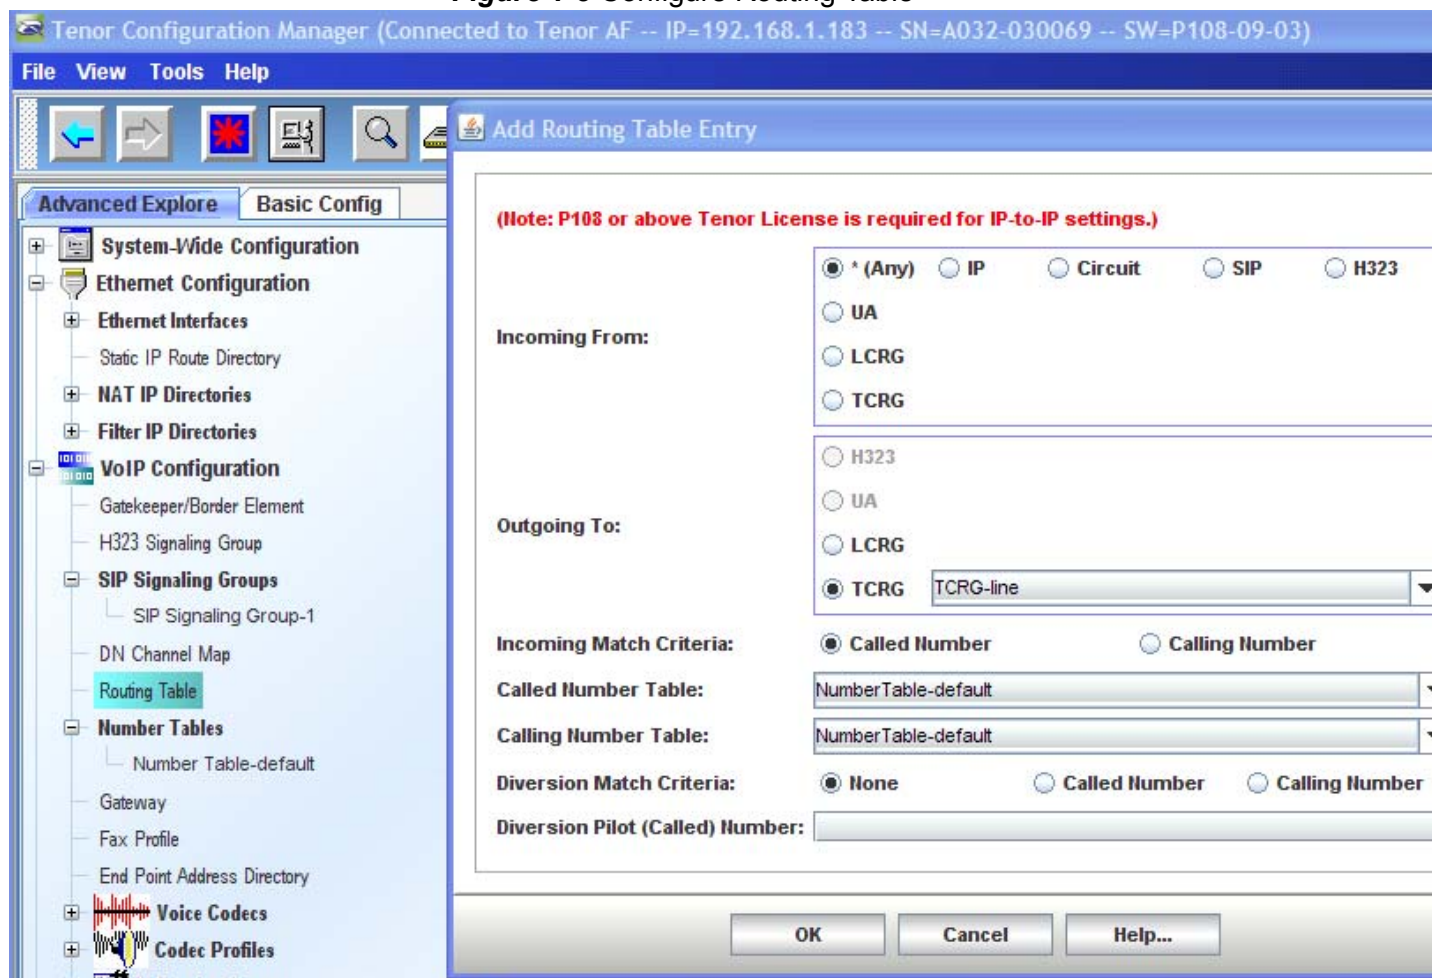 Configure Routing Table
Tenor Configuration Manager (Connected to Tenor AF -- IP=192.168.1.183 -- SN=A032-030069 -- SW=P108-09-03)
File View Tools Help
Add Routing Table Entry
Advanced Explore Basic Config
System-Wide Configuration
Ethernet Configuration
Ethernet Interfaces
Static IP Route Directory
NAT IP Directories
Filter IP Directories
VoIP Configuration
Gatekeeper/Border Element
H323 Signaling Group
SIP Signaling Groups
SIP Signaling Group-1
DN Channel Map
Routing Table
Number Tables
Number Table-default
Gateway
Fax Profile
End Point Address Directory
Voice Codecs
Codec Profiles
(Note: P108 or above Tenor License is required for IP-to-IP settings.)
Incoming From:
* (Any) IP Circuit SIP H323
UA
LCRG
TCRG
Outgoing To:
H323
UA
LCRG
TCRG TCRG-line
Incoming Match Criteria: Called Number Calling Number
Called Number Table: NumberTable-default
Calling Number Table: NumberTable-default
Diversion Match Criteria: None Called Number Calling Number
Diversion Pilot (Called) Number:
OK Cancel Help...